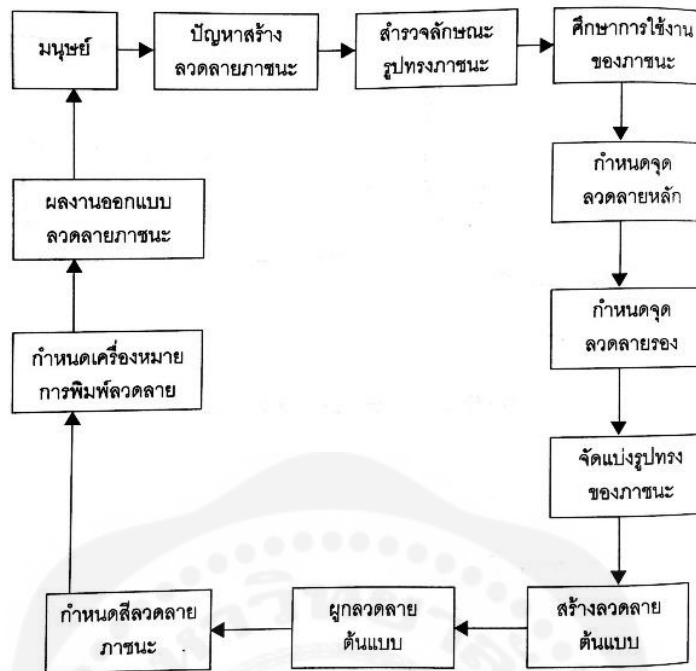 มนุษย์
ปัญหาสร้าง
ลวดลายภาชนะ
สำรวจลักษณะ
รูปทรงภาชนะ
ศึกษาการใช้งาน
ของภาชนะ
กำหนดจุด
ลวดลายหลัก
กำหนดจุด
ลวดลายรอง
จัดแบ่งรูปทรง
ของภาชนะ
สร้างลวดลาย
ต้นแบบ
ผูกลวดลาย
ต้นแบบ
กำหนดสีลวดลาย
ภาชนะ
กำหนดเครื่องหมาย
การพิมพ์ลวดลาย
ผลงานออกแบบ
ลวดลายภาชนะ